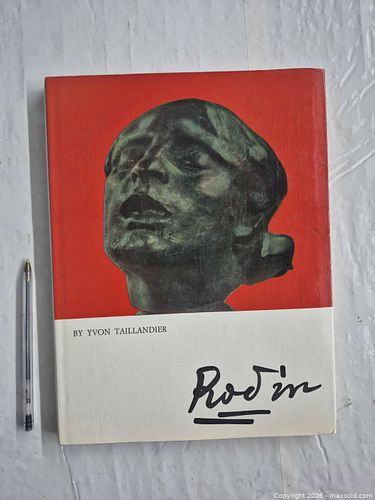 BY YVON TAILLANDIER
Rodin
Copyright 2026 - maxsold.com